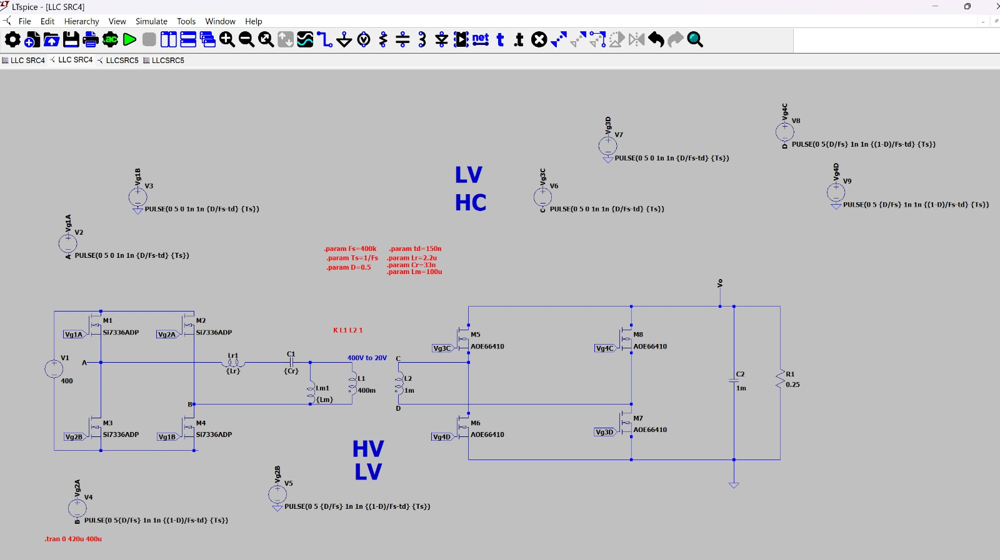 LTspice - [LLC SRC4]
File Edit Hierarchy View Simulate Tools Window Help
.ac net t .t
LLC SRC4 LLC SRC4 LLCSRC5 LLCSRC5
Vg4C
V8
D PULSE(0 5{D/Fs} 1n 1n {(1-D)/Fs-td} {Ts})
Vg3D
V7
PULSE(0 5 0 1n 1n {D/Fs-td} {Ts})
Vg1B
V3
PULSE(0 5 0 1n 1n {D/Fs-td} {Ts})
LV
HC
Vg3C
V6
C PULSE(0 5 0 1n 1n {D/Fs-td} {Ts})
Vg4D
V9
PULSE(0 5 {D/Fs} 1n 1n {(1-D)/Fs-td} {Ts})
Vg1A
V2
A PULSE(0 5 0 1n 1n {D/Fs-td} {Ts})
.param Fs=400k .param td=150n
.param Ts=1/Fs .param Lr=2.2u
.param Cr=33n
.param D=0.5
.param Lm=100u
Vo
M1
Si7336ADP
Vg1A
M2
Si7336ADP
Vg2A
K L1 L2 1
M5
AOE66410
Vg3C
M8
AOE66410
Vg4C
V1
400
A
Lr1
{Lr}
C1
{Cr}
400V to 20V
C
Lm1
{Lm}
L1
400m
L2
1m
C2
1m
R1
0.25
B
D
M3
Si7336ADP
Vg2B
M4
Si7336ADP
Vg1B
M6
AOE66410
Vg4D
M7
AOE66410
Vg3D
HV
LV
Vg2A
V4
B PULSE(0 5{D/Fs} 1n 1n {(1-D)/Fs-td} {Ts})
Vg2B
V5
PULSE(0 5 {D/Fs} 1n 1n {(1-D)/Fs-td} {Ts})
.tran 0 420u 400u